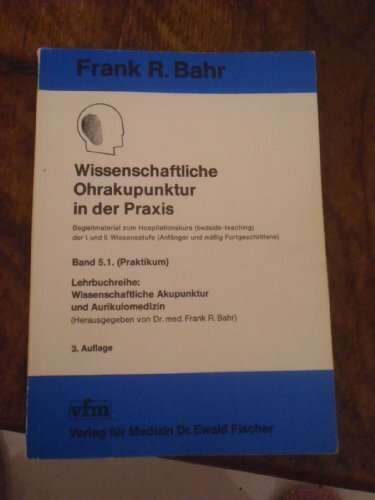 Frank R. Bahr
Wissenschaftliche
Ohrakupunktur
in der Praxis
Begleitmaterial zum Hospitationskurs (bedside-teaching)
der I. und II. Wissensstufe (Anfänger und mäßig Fortgeschrittene)
Band 5.1. (Praktikum)
Lehrbuchreihe:
Wissenschaftliche Akupunktur
und Aurikulomedizin
(Herausgegeben von Dr. med. Frank R. Bahr)
3. Auflage
vfm
Verlag für Medizin Dr. Ewald Fischer